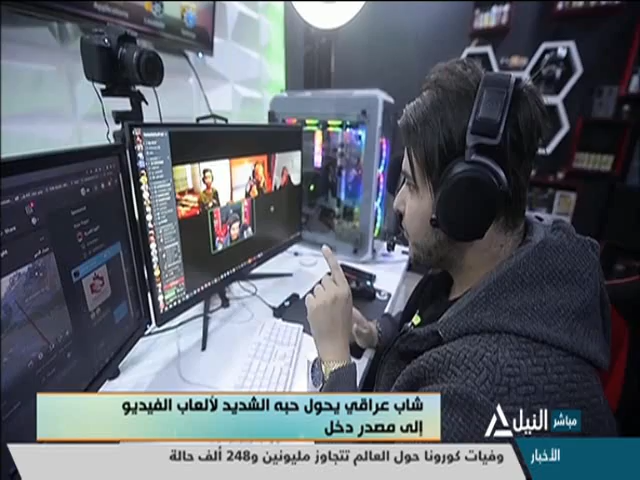 شاب عراقي يحول حبه الشديد لألعاب الفيديو
إلى مصدر دخل
النيل
مباشر
الأخبار
وفيات كورونا حول العالم تتجاوز مليونين و248 ألف حالة